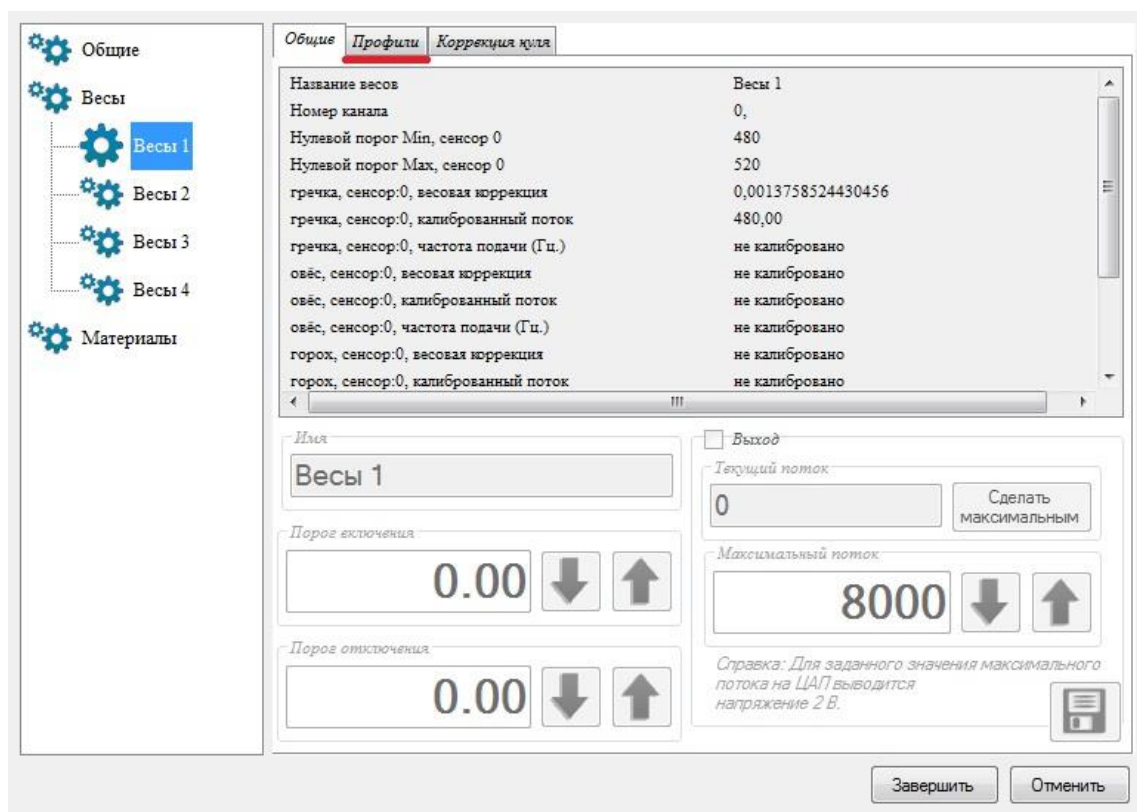 Общие
Весы
Весы 1
Весы 2
Весы 3
Весы 4
Материалы
Общие Профили Коррекция нуля
Название весов Весы 1
Номер канала 0,
Нулевой порог Min, сенсор 0 480
Нулевой порог Max, сенсор 0 520
гречка, сенсор:0, весовая коррекция 0,0013758524430456
гречка, сенсор:0, калиброванный поток 480,00
гречка, сенсор:0, частота подачи (Гц.) не калибровано
овёс, сенсор:0, весовая коррекция не калибровано
овёс, сенсор:0, калиброванный поток не калибровано
овёс, сенсор:0, частота подачи (Гц.) не калибровано
горох, сенсор:0, весовая коррекция не калибровано
горох, сенсор:0, калиброванный поток не калибровано
Имя
Весы 1
Порог включения
0.00
Порог отключения
0.00
Выход
Текущий поток
0
Сделать
максимальным
Максимальный поток
8000
Справка: Для заданного значения максимального
потока на ЦАП выводится
напряжение 2 В.
Завершить Отменить